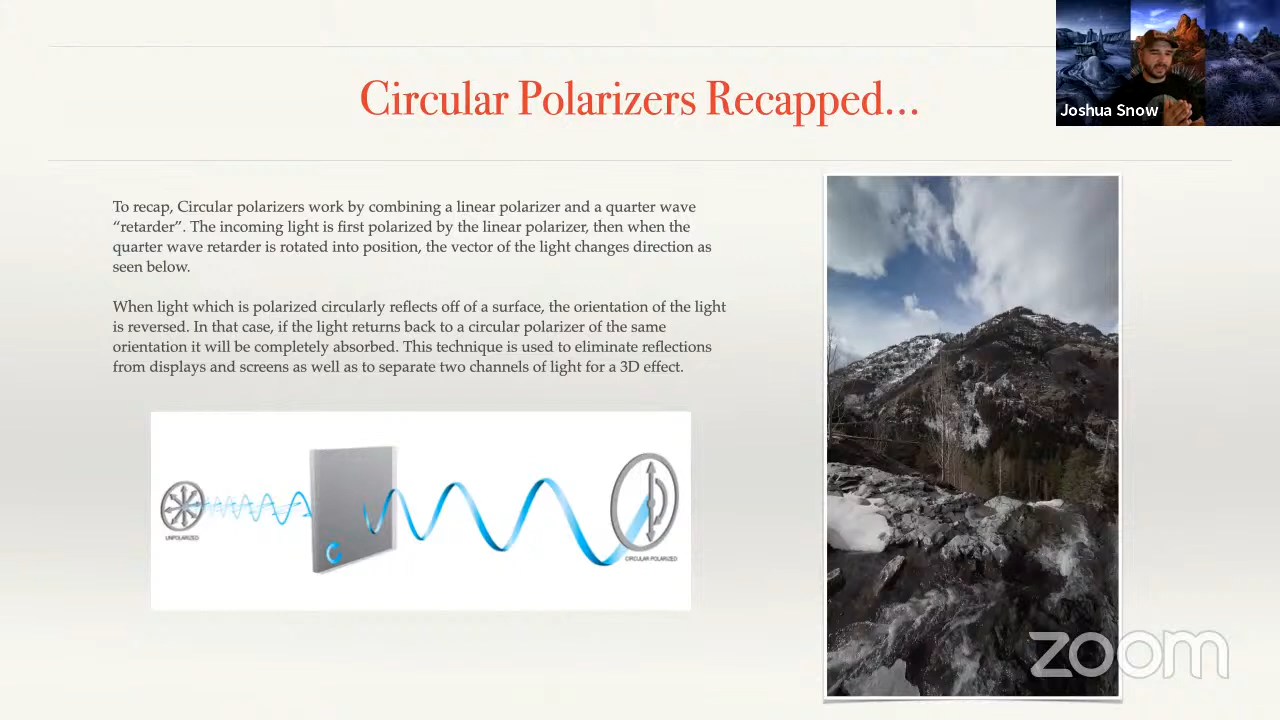 Circular Polarizers Recapped...
Joshua Snow
To recap, Circular polarizers work by combining a linear polarizer and a quarter wave
“retarder”. The incoming light is first polarized by the linear polarizer, then when the
quarter wave retarder is rotated into position, the vector of the light changes direction as
seen below.
When light which is polarized circularly reflects off of a surface, the orientation of the light
is reversed. In that case, if the light returns back to a circular polarizer of the same
orientation it will be completely absorbed. This technique is used to eliminate reflections
from displays and screens as well as to separate two channels of light for a 3D effect.
UNPOLARIZED
CIRCULAR POLARIZED
zoom